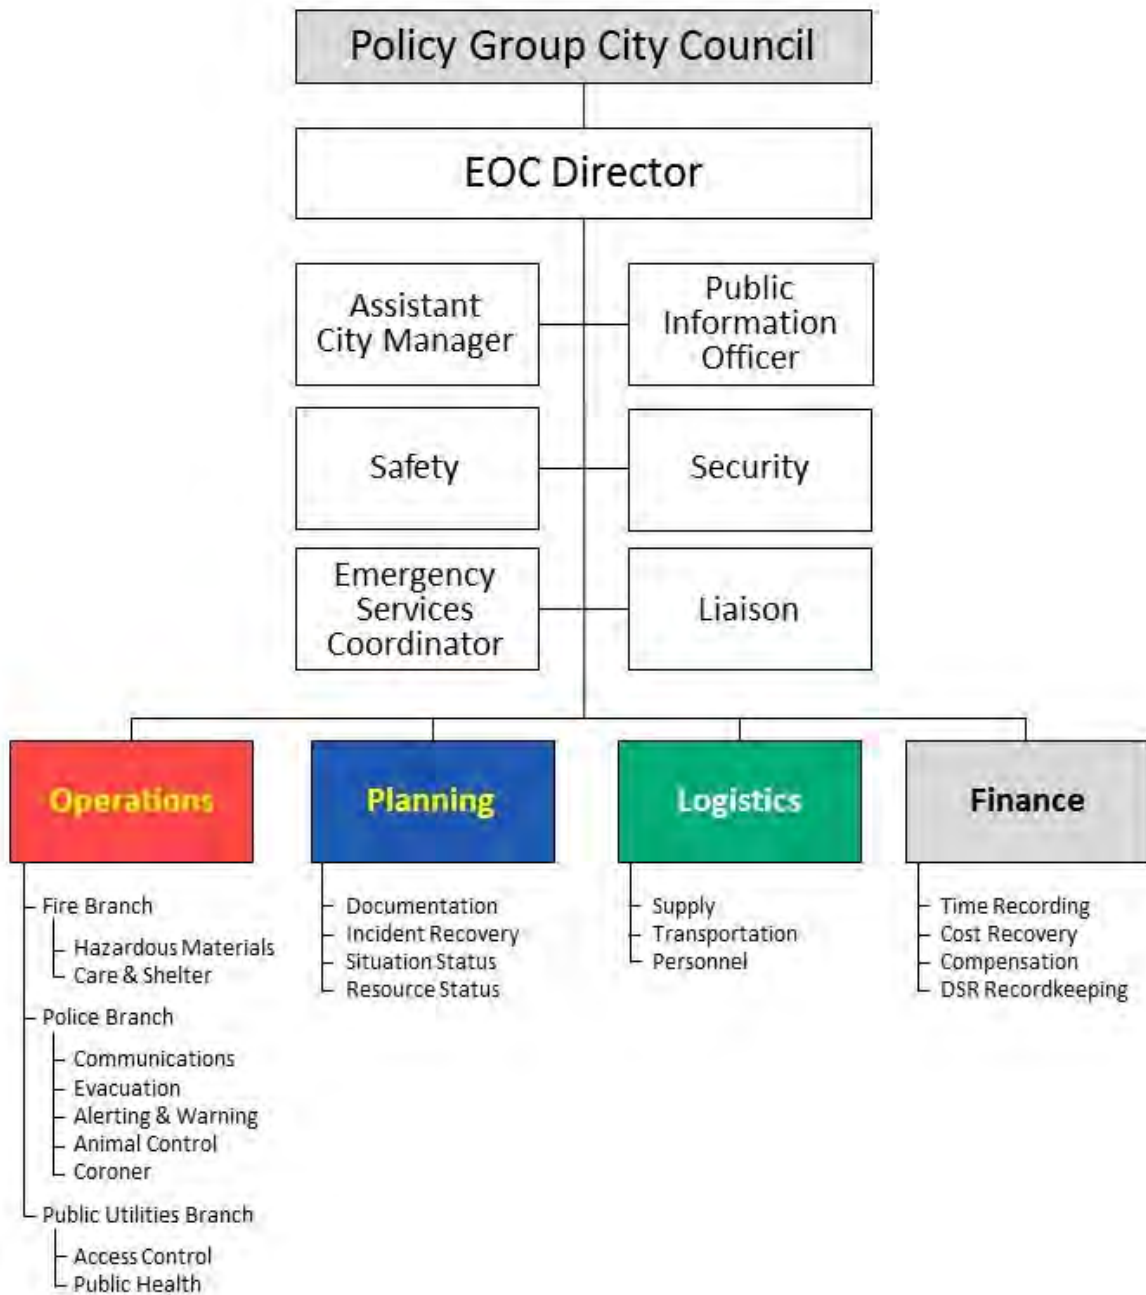 Policy Group City Council
EOC Director
Assistant
City Manager
Public
Information
Officer
Safety
Security
Emergency
Services
Coordinator
Liaison
Operations
Planning
Logistics
Finance
Fire Branch
Hazardous Materials
Care & Shelter
Police Branch
Communications
Evacuation
Alerting & Warning
Animal Control
Coroner
Public Utilities Branch
Access Control
Public Health
Documentation
Incident Recovery
Situation Status
Resource Status
Supply
Transportation
Personnel
Time Recording
Cost Recovery
Compensation
DSR Recordkeeping